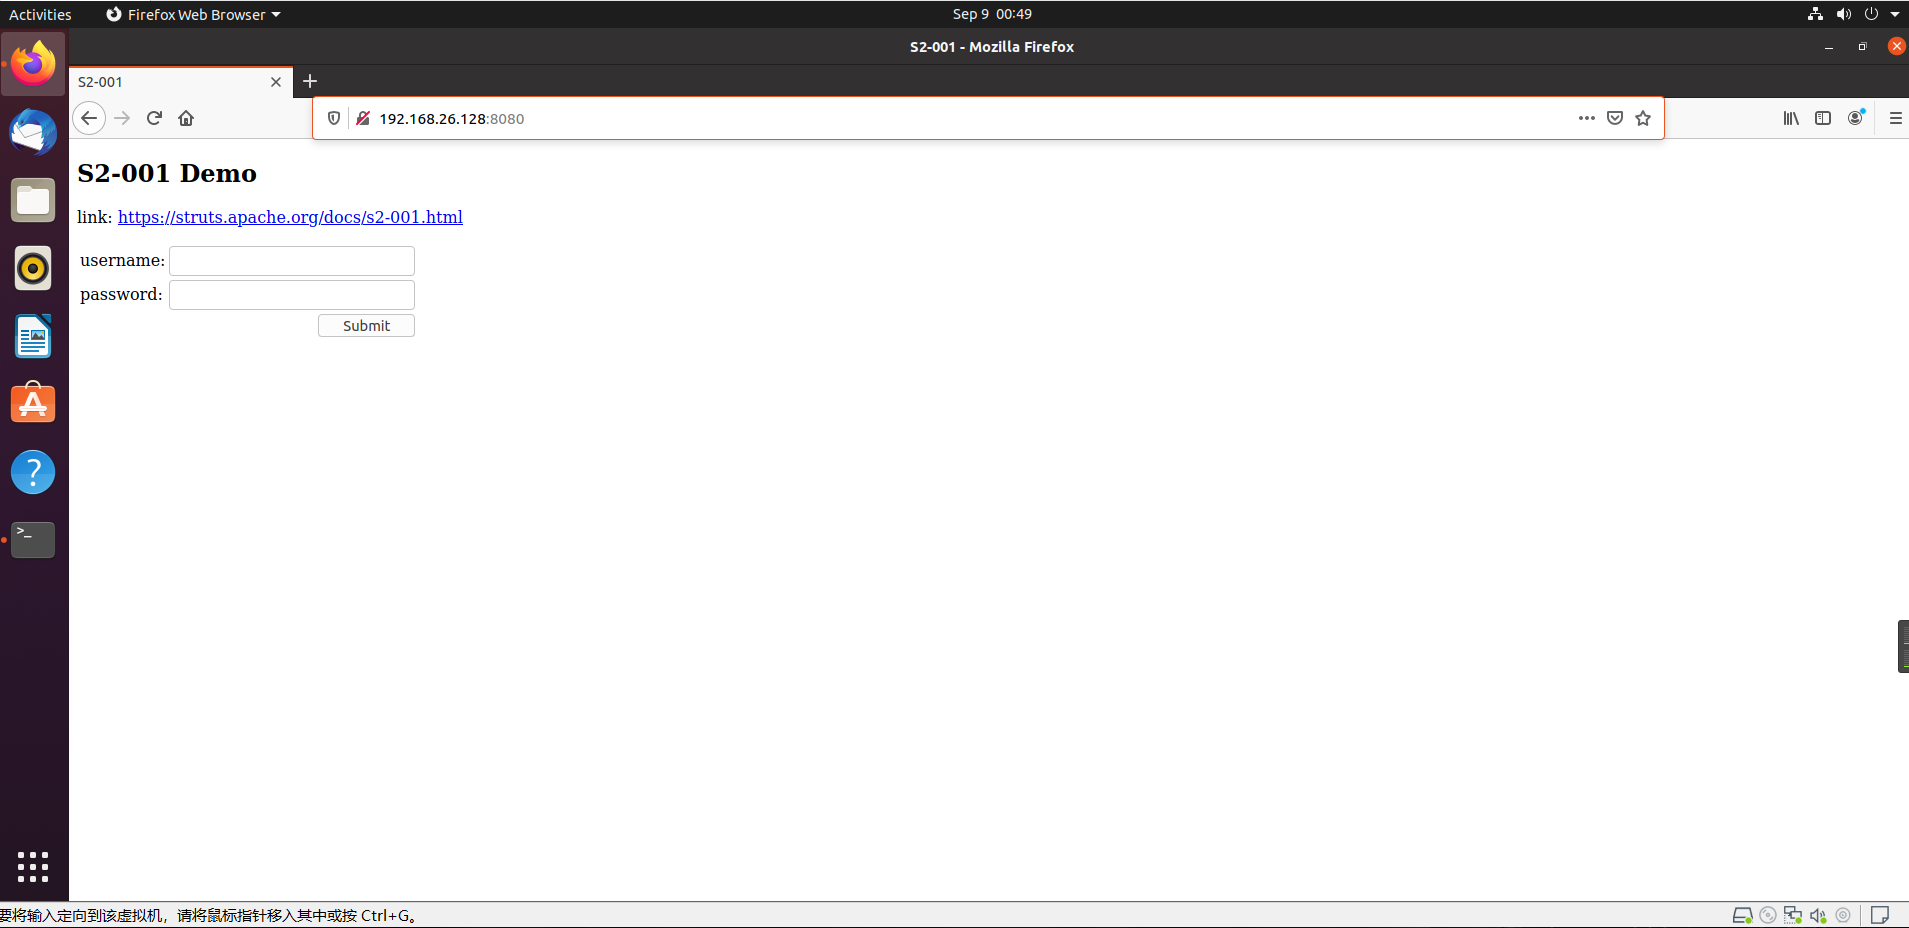 Activities Firefox Web Browser Sep 9 00:49
S2-001 - Mozilla Firefox
S2-001
192.168.26.128:8080
S2-001 Demo
link: https://struts.apache.org/docs/s2-001.html
username:
password:
Submit
要将输入定向到该虚拟机，请将鼠标指针移入其中或按 Ctrl+G。